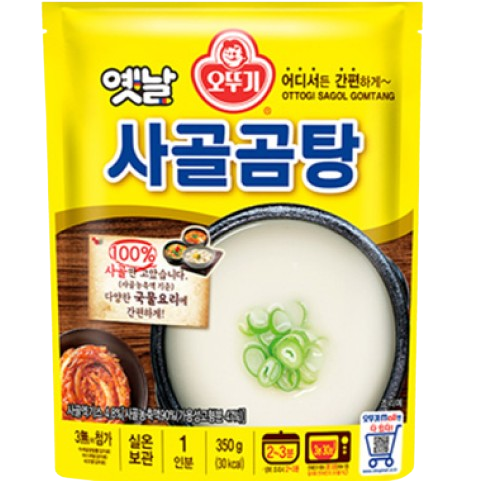 옛날
오뚜기
어디서든 간편하게~
OTTOGI SAGOL GOMTANG
사골곰탕
100%
사골만 고았습니다.
(사골농축액 기준)
다양한 국물요리에
간편하게!
3無첨가
실온
보관
1
인분
350 g
(30 kcal)
2~3분